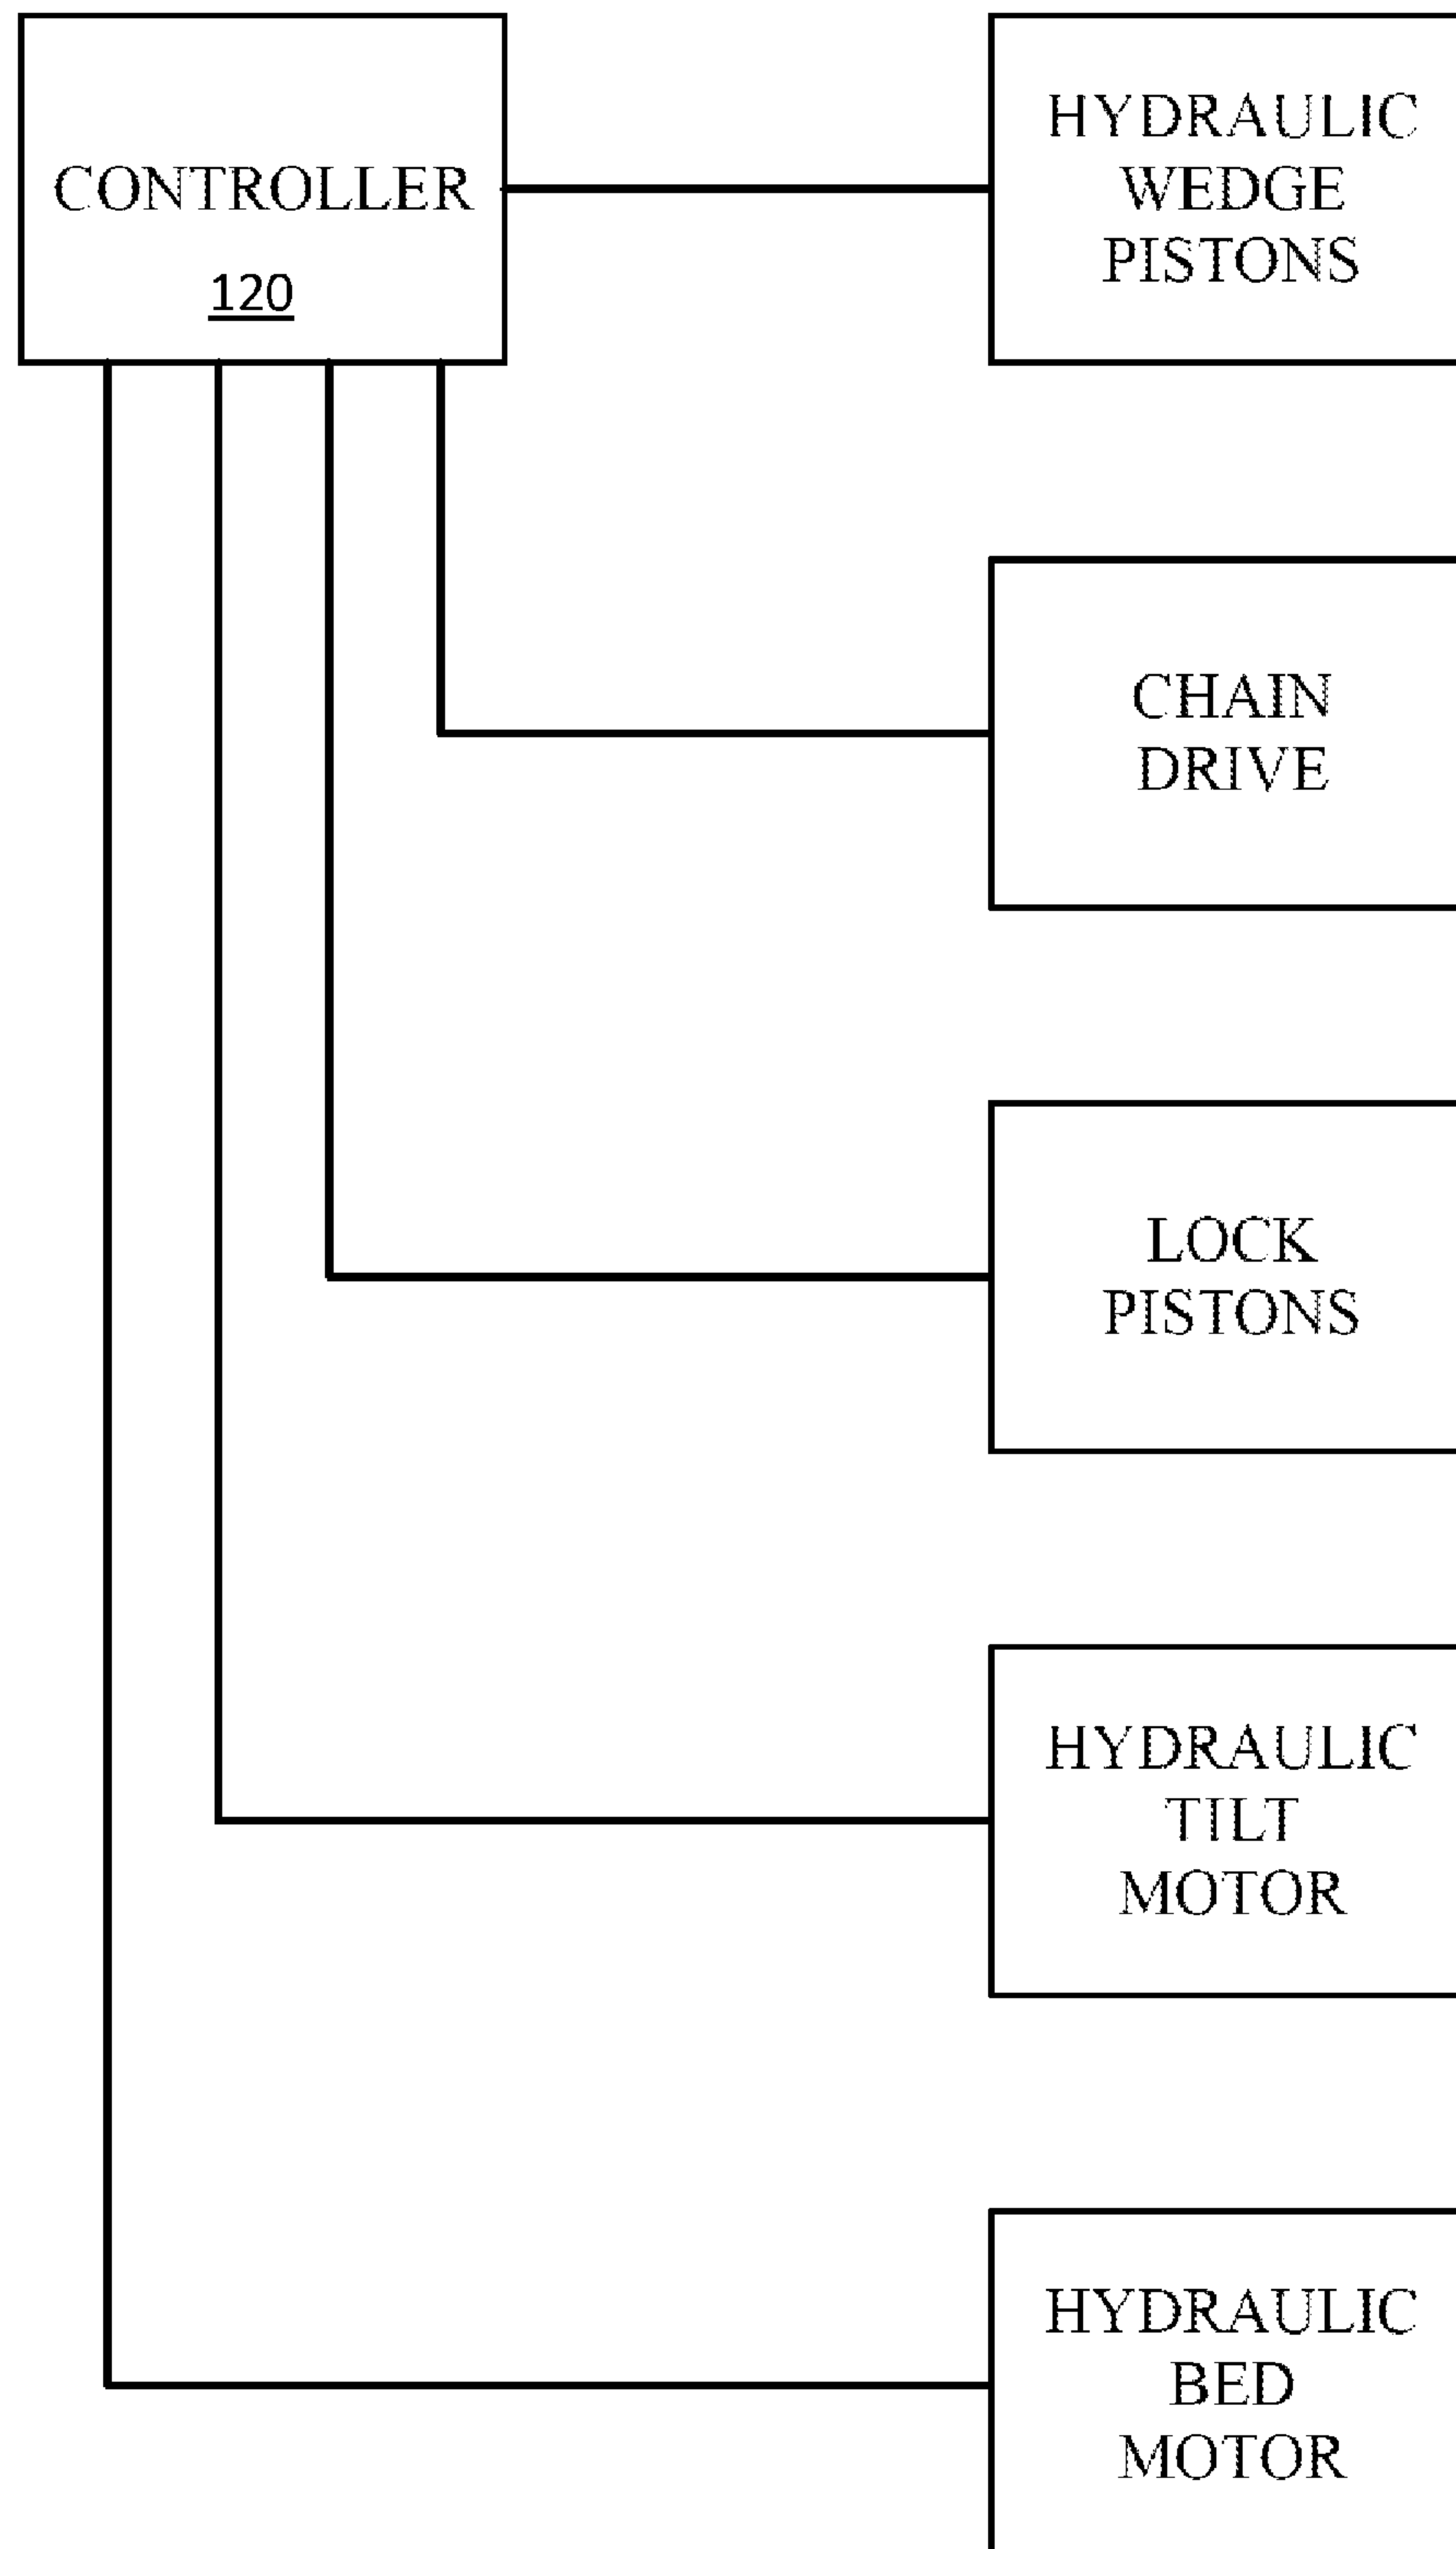 CONTROLLER
120
HYDRAULIC
WEDGE
PISTONS
CHAIN
DRIVE
LOCK
PISTONS
HYDRAULIC
TILT
MOTOR
HYDRAULIC
BED
MOTOR